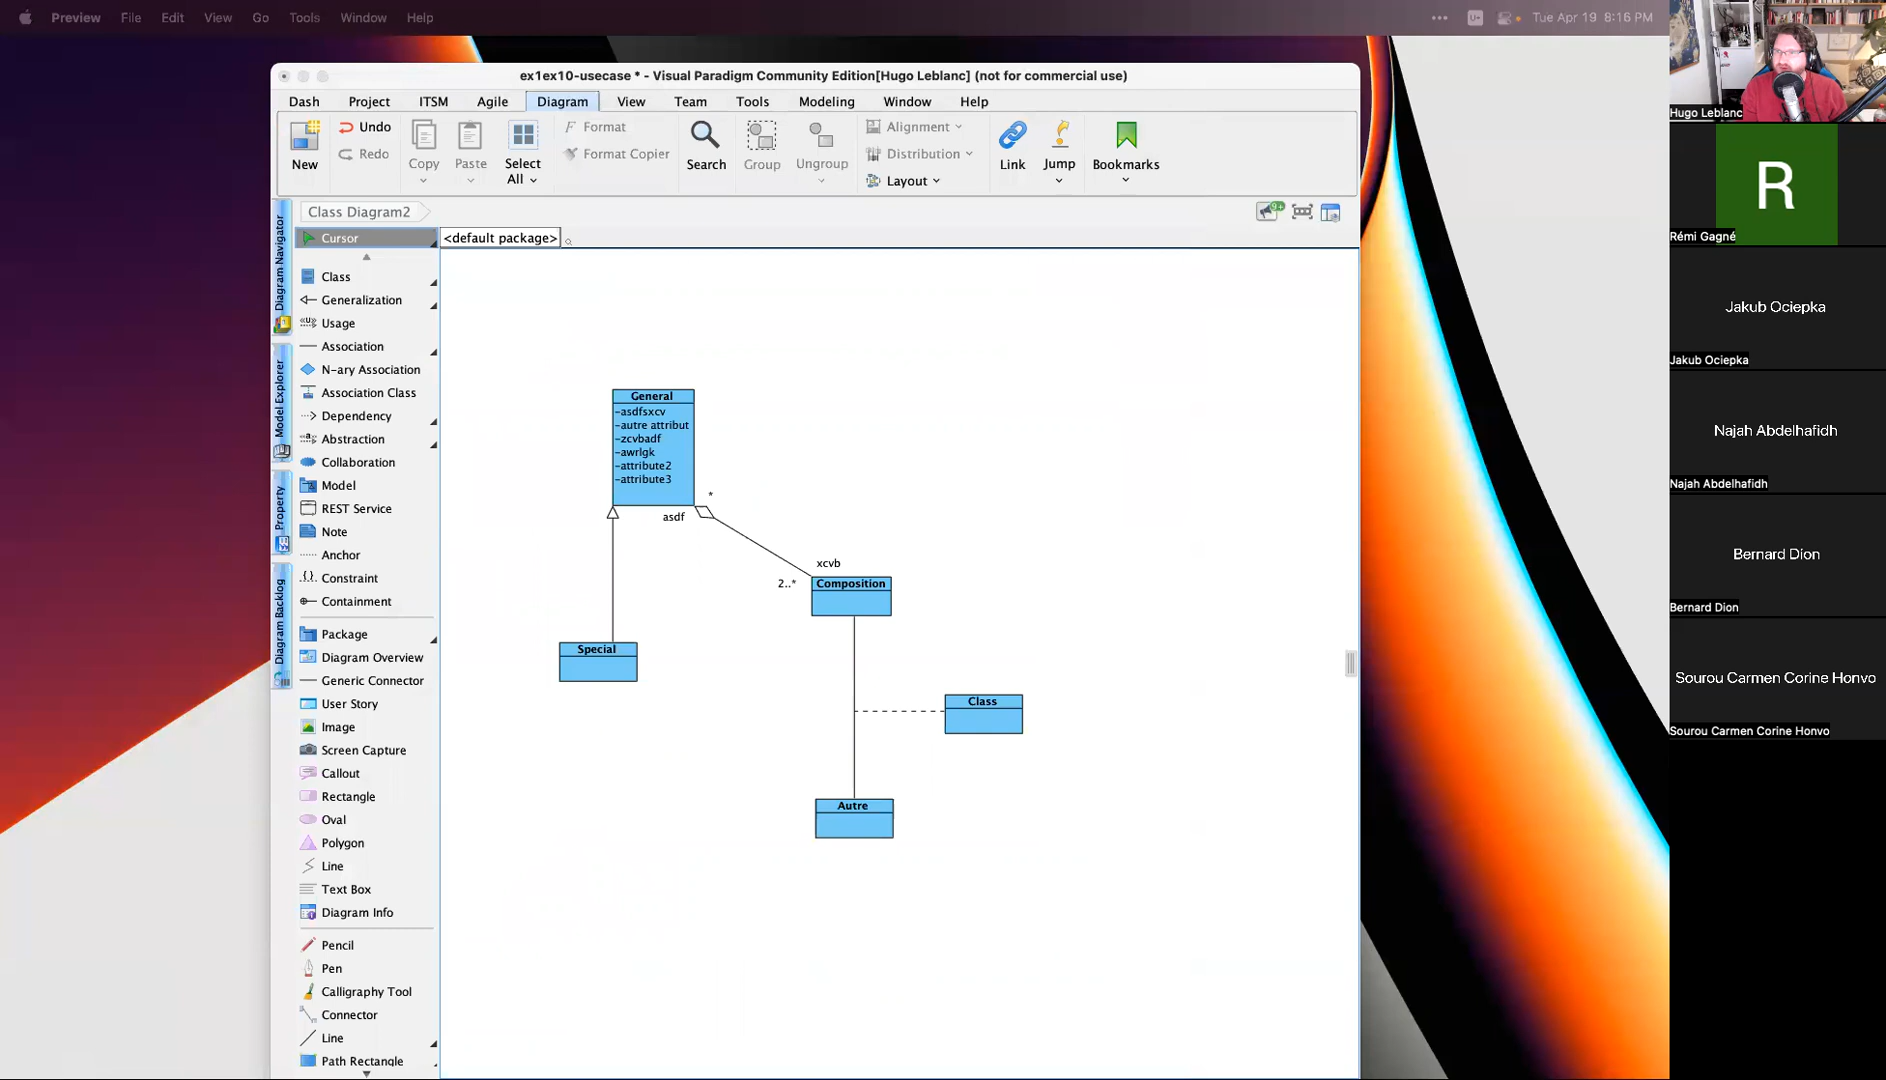 Preview File Edit View Go Tools Window Help
Tue Apr 19 8:16 PM
ex1ex10-usecase * - Visual Paradigm Community Edition[Hugo Leblanc] (not for commercial use)
Dash Project ITSM Agile Diagram View Team Tools Modeling Window Help
New
Undo
Redo
Copy
Paste
Select
All
Format
Format Copier
Search
Group
Ungroup
Alignment
Distribution
Layout
Link
Jump
Bookmarks
Class Diagram2
9+
Diagram Navigator
Model Explorer
Property
Diagram Backlog
Cursor
<default package>
Class
Generalization
Usage
Association
N-ary Association
Association Class
Dependency
Abstraction
Collaboration
Model
REST Service
Note
Anchor
Constraint
Containment
Package
Diagram Overview
Generic Connector
User Story
Image
Screen Capture
Callout
Rectangle
Oval
Polygon
Line
Text Box
Diagram Info
Pencil
Pen
Calligraphy Tool
Connector
Line
Path Rectangle
General
-asdfsxcv
-autre attribut
-zcvbadf
-awrlgk
-attribute2
-attribute3
*
asdf
xcvb
2..*
Composition
Special
Class
Autre
Hugo Leblanc
R
Rémi Gagné
Jakub Ociepka
Jakub Ociepka
Najah Abdelhafidh
Najah Abdelhafidh
Bernard Dion
Bernard Dion
Sourou Carmen Corine Honvo
Sourou Carmen Corine Honvo